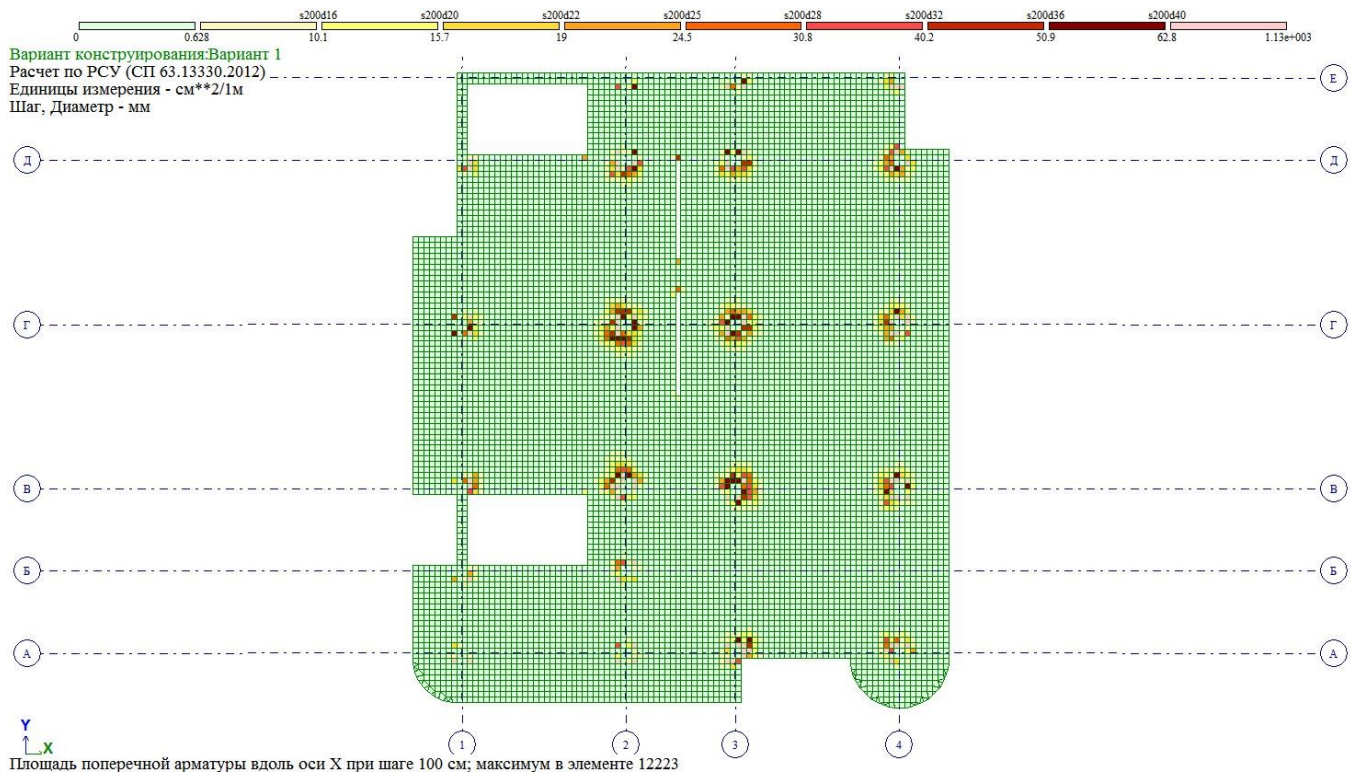 s200d16 s200d20 s200d22 s200d25 s200d28 s200d32 s200d36 s200d40
0 0.628 10.1 15.7 19 24.5 30.8 40.2 50.9 62.8 1.13e+003
Вариант конструирования:Вариант 1
Расчет по РСУ (СП 63.13330.2012)
Единицы измерения - см**2/1м
Шаг, Диаметр - мм
Е
Д Д
Г Г
В В
Б Б
А А
Y
X
1 2 3 4
Площадь поперечной арматуры вдоль оси X при шаге 100 см; максимум в элементе 12223